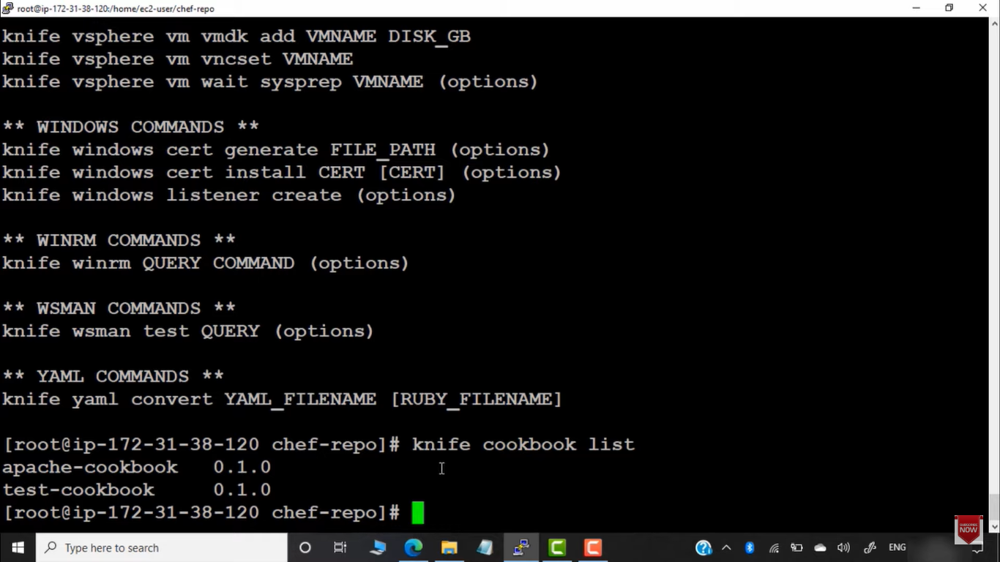 root@ip-172-31-38-120:/home/ec2-user/chef-repo
knife vsphere vm vmdk add VMNAME DISK_GB
knife vsphere vm vncset VMNAME
knife vsphere vm wait sysprep VMNAME (options)
** WINDOWS COMMANDS **
knife windows cert generate FILE_PATH (options)
knife windows cert install CERT [CERT] (options)
knife windows listener create (options)
** WINRM COMMANDS **
knife winrm QUERY COMMAND (options)
** WSMAN COMMANDS **
knife wsman test QUERY (options)
** YAML COMMANDS **
knife yaml convert YAML_FILENAME [RUBY_FILENAME]
[root@ip-172-31-38-120 chef-repo]# knife cookbook list
apache-cookbook 0.1.0
test-cookbook 0.1.0
[root@ip-172-31-38-120 chef-repo]#
SUBSCRIBE
NOW
Type here to search
ENG